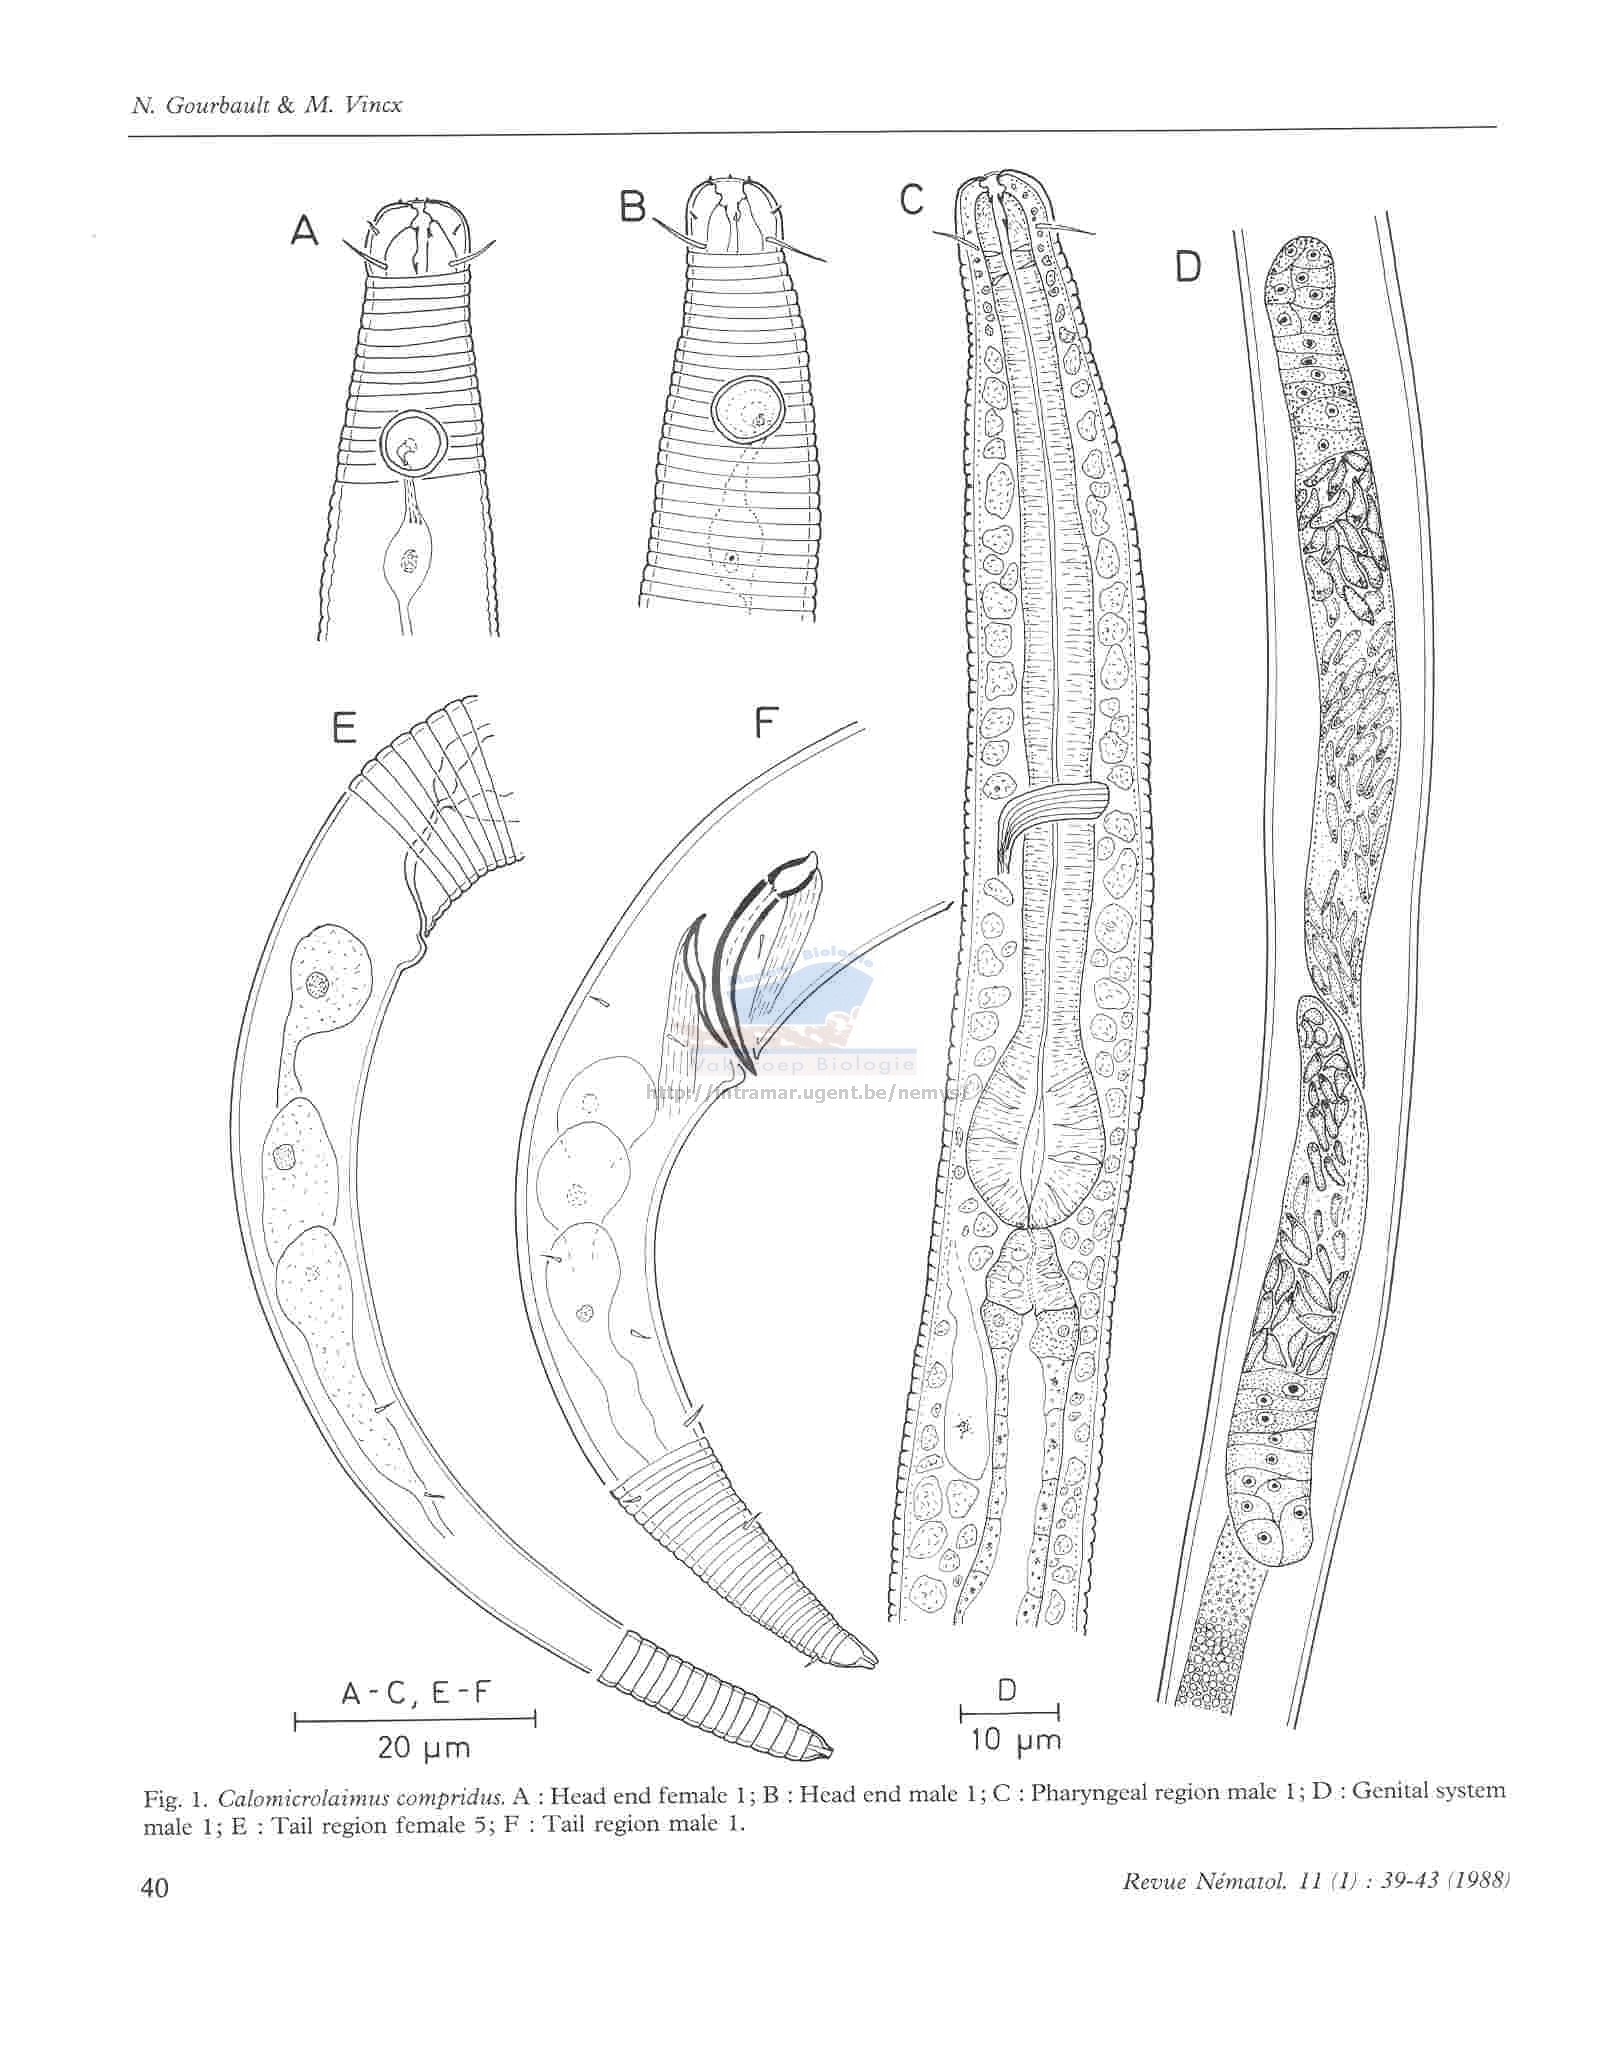 N. Gourbault & M. Vincx
A
B
C
D
E
F
Biologie
Vakgroep Biologie
http://intramar.ugent.be/nemys
A-C, E-F
20 µm
D
10 µm
Fig. 1. Calomicrolaimus compridus. A : Head end female 1; B : Head end male 1; C : Pharyngeal region male 1; D : Genital system
male 1; E : Tail region female 5; F : Tail region male 1.
40
Revue Nématol. 11 (1) : 39-43 (1988)